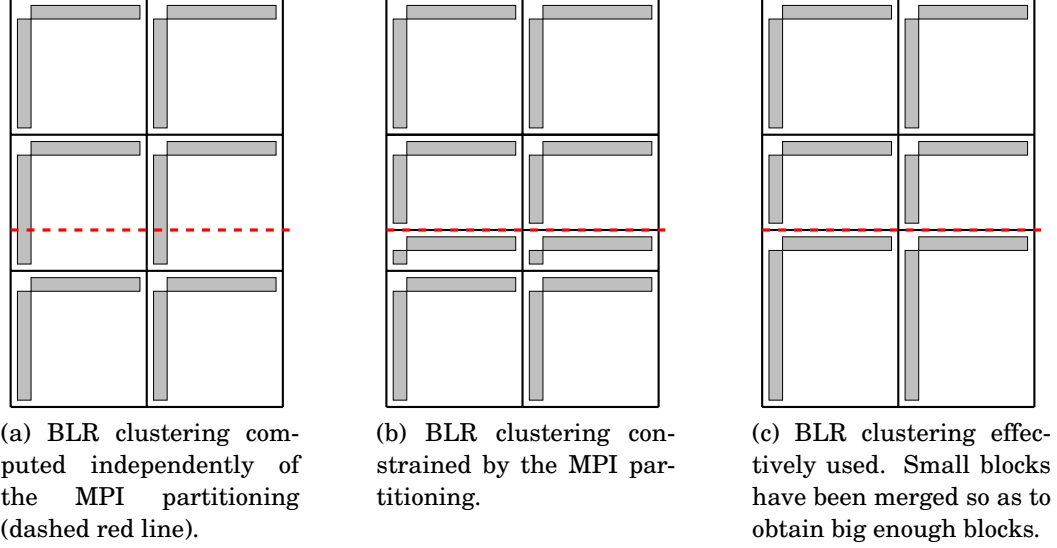 (a) BLR clustering com-
puted independently of
the MPI partitioning
(dashed red line).
(b) BLR clustering con-
strained by the MPI par-
titioning.
(c) BLR clustering effec-
tively used. Small blocks
have been merged so as to
obtain big enough blocks.